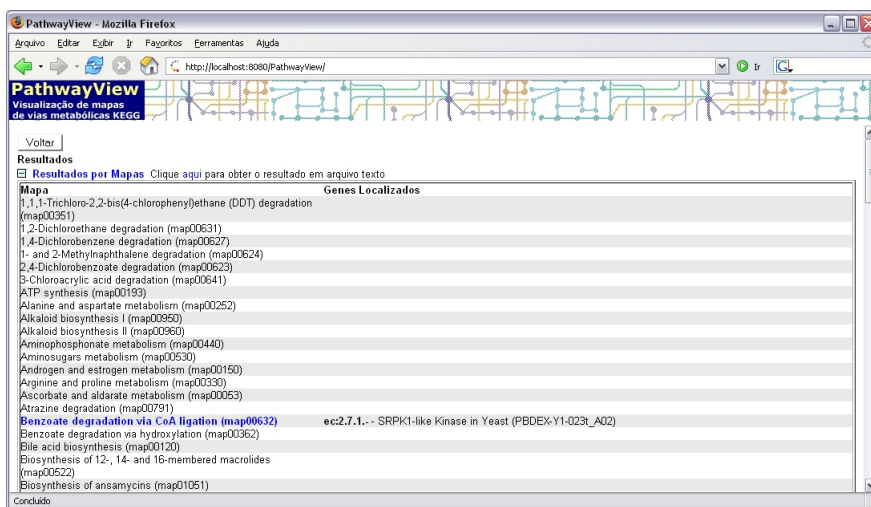 PathwayView - Mozilla Firefox
Arquivo Editar Exibir Ir Favoritos Ferramentas Ajuda
http://localhost:8080/PathwayView/ Ir
PathwayView
Visualização de mapas
de vias metabólicas KEGG
Voltar
Resultados
Resultados por Mapas Clique aqui para obter o resultado em arquivo texto
Mapa Genes Localizados
1,1,1-Trichloro-2,2-bis(4-chlorophenyl)ethane (DDT) degradation
(map00351)
1,2-Dichloroethane degradation (map00631)
1,4-Dichlorobenzene degradation (map00627)
1- and 2-Methylnaphthalene degradation (map00624)
2,4-Dichlorobenzoate degradation (map00623)
3-Chloroacrylic acid degradation (map00641)
ATP synthesis (map00193)
Alanine and aspartate metabolism (map00252)
Alkaloid biosynthesis I (map00950)
Alkaloid biosynthesis II (map00960)
Aminophosphonate metabolism (map00440)
Aminosugars metabolism (map00530)
Androgen and estrogen metabolism (map00150)
Arginine and proline metabolism (map00330)
Ascorbate and aldarate metabolism (map00053)
Atrazine degradation (map00791)
Benzoate degradation via CoA ligation (map00632) ec:2.7.1.- - SRPK1-like Kinase in Yeast (PBDEX-Y1-023t_A02)
Benzoate degradation via hydroxylation (map00362)
Bile acid biosynthesis (map00120)
Biosynthesis of 12-, 14- and 16-membered macrolides
(map00522)
Biosynthesis of ansamycins (map01051)
Concluído